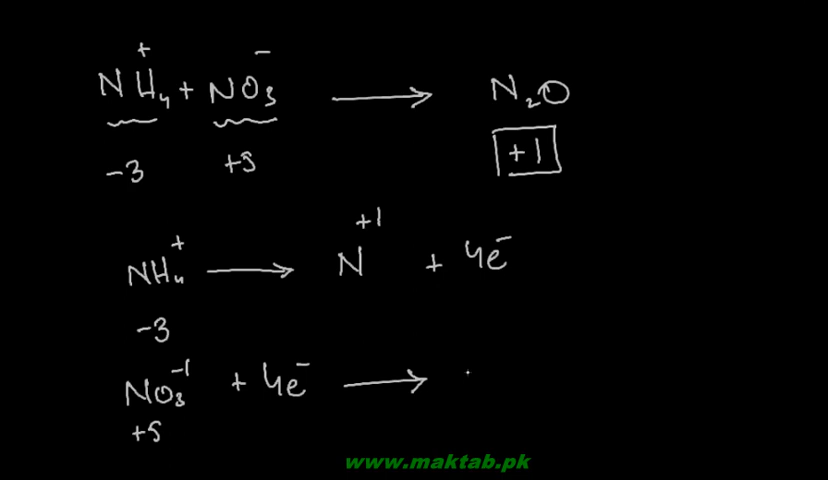 NH₄⁺ + NO₃⁻ ⟶ N₂O
-3 +5 +1
NH₄⁺ ⟶ N⁺¹ + 4e⁻
-3
NO₃⁻¹ + 4e⁻ ⟶
+5
www.maktab.pk